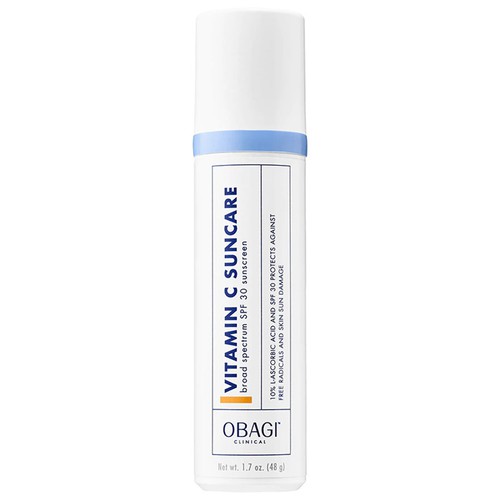 VITAMIN C SUNCARE
broad spectrum SPF 30 sunscreen
10% L-ASCORBIC ACID AND SPF 30 PROTECTS AGAINST
FREE RADICALS AND SKIN SUN DAMAGE
OBAGI™
CLINICAL
Net wt. 1.7 oz. (48 g)